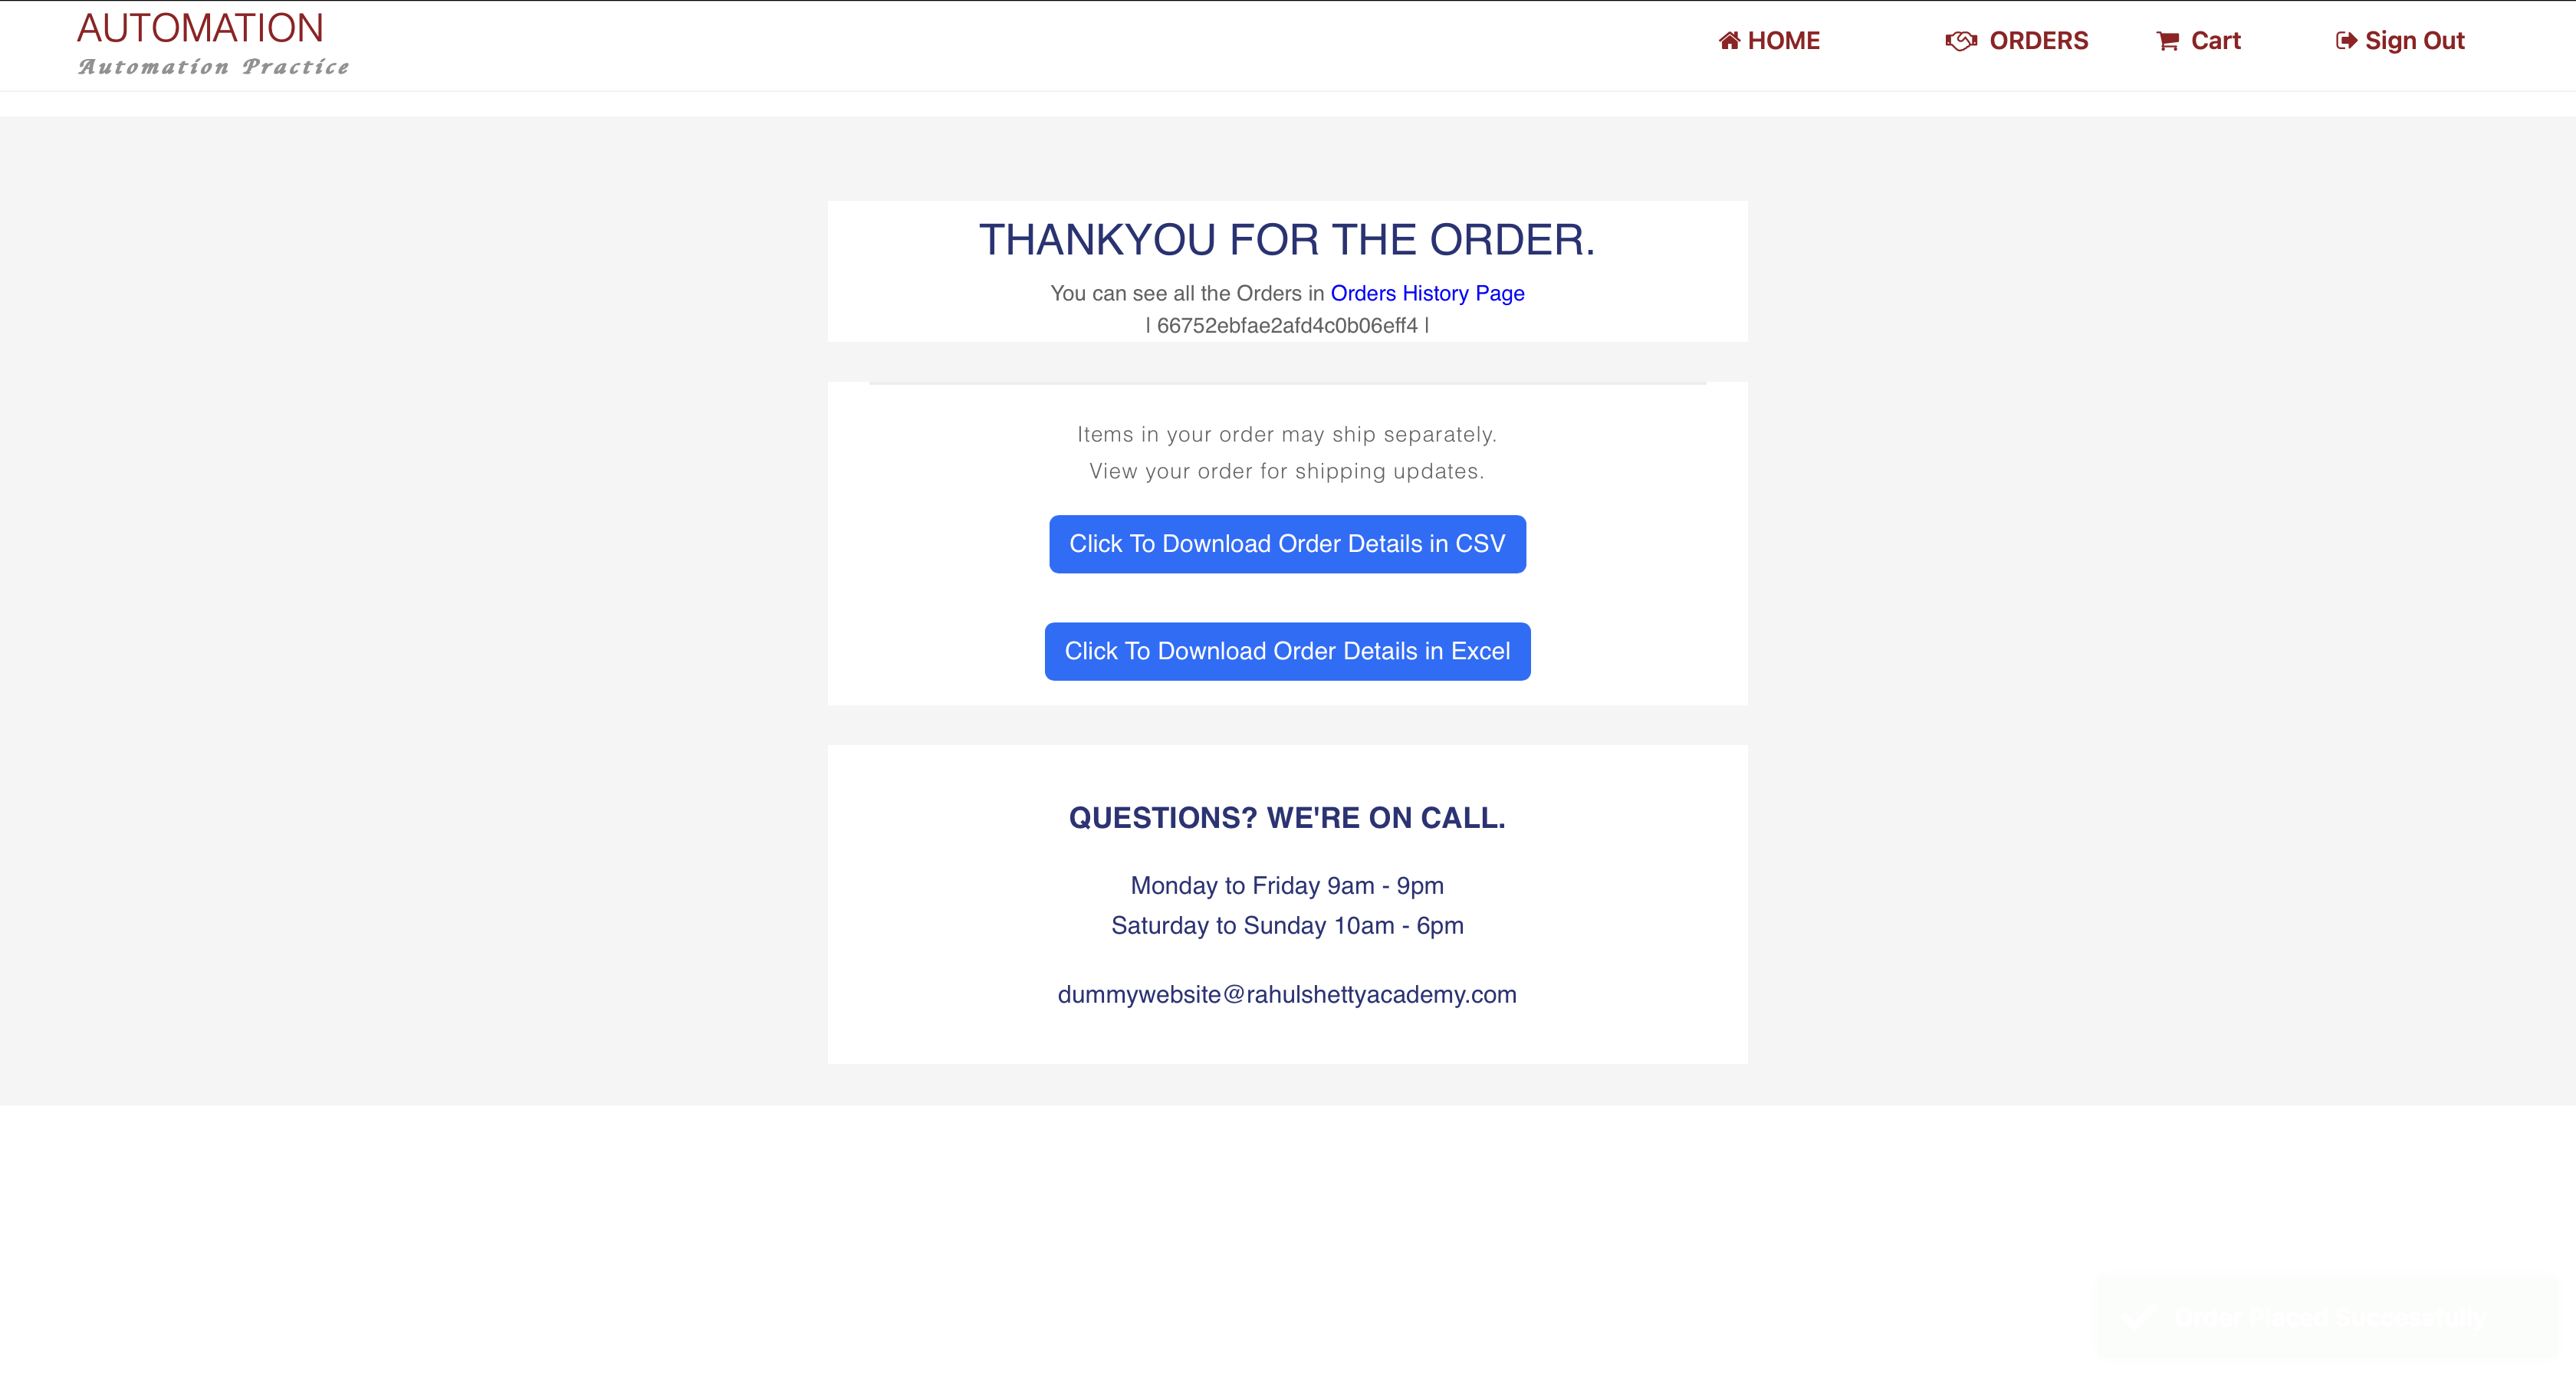 AUTOMATION
Automation Practice
HOME
ORDERS
Cart
Sign Out
THANKYOU FOR THE ORDER.
You can see all the Orders in Orders History Page
| 66752ebfae2afd4c0b06eff4 |
Items in your order may ship separately.
View your order for shipping updates.
Click To Download Order Details in CSV
Click To Download Order Details in Excel
QUESTIONS? WE'RE ON CALL.
Monday to Friday 9am - 9pm
Saturday to Sunday 10am - 6pm
dummywebsite@rahulshettyacademy.com